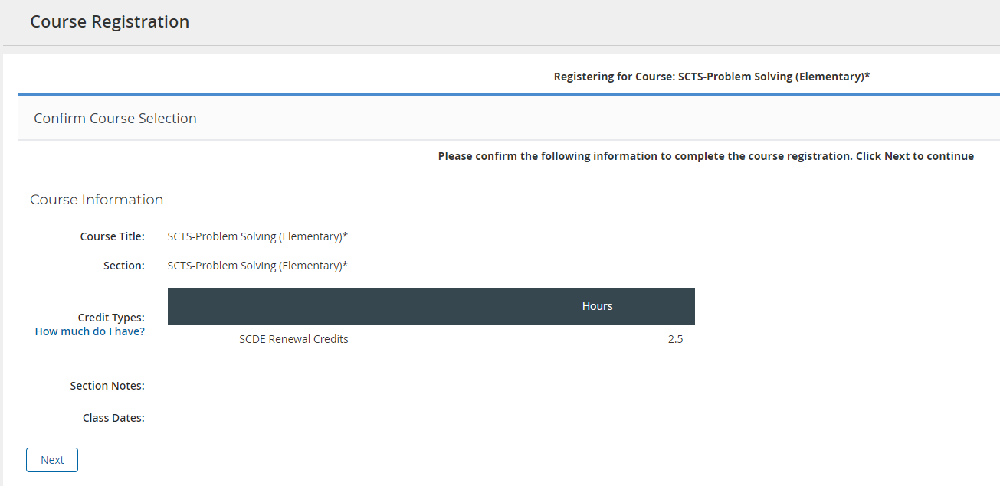 Course Registration
Registering for Course: SCTS-Problem Solving (Elementary)*
Confirm Course Selection
Please confirm the following information to complete the course registration. Click Next to continue
Course Information
Course Title: SCTS-Problem Solving (Elementary)*
Section: SCTS-Problem Solving (Elementary)*
Hours
Credit Types:
How much do I have?
SCDE Renewal Credits 2.5
Section Notes:
Class Dates: -
Next